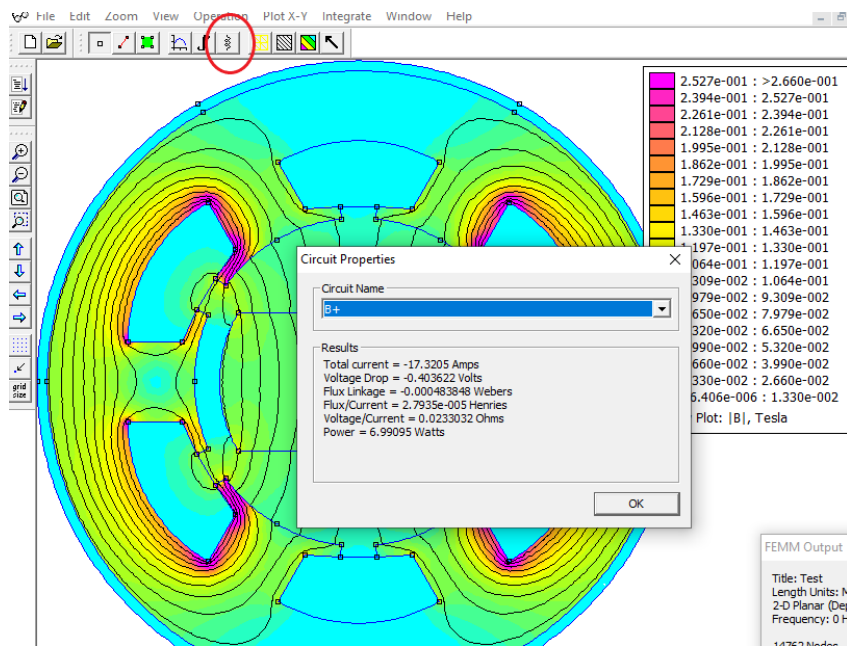 File Edit Zoom View Operation Plot X-Y Integrate Window Help
grid
size
2.527e-001 : >2.660e-001
2.394e-001 : 2.527e-001
2.261e-001 : 2.394e-001
2.128e-001 : 2.261e-001
1.995e-001 : 2.128e-001
1.862e-001 : 1.995e-001
1.729e-001 : 1.862e-001
1.596e-001 : 1.729e-001
1.463e-001 : 1.596e-001
1.330e-001 : 1.463e-001
.197e-001 : 1.330e-001
.064e-001 : 1.197e-001
309e-002 : 1.064e-001
979e-002 : 9.309e-002
650e-002 : 7.979e-002
320e-002 : 6.650e-002
990e-002 : 5.320e-002
660e-002 : 3.990e-002
330e-002 : 2.660e-002
6.406e-006 : 1.330e-002
Plot: |B|, Tesla
Circuit Properties
Circuit Name
B+
Results
Total current = -17.3205 Amps
Voltage Drop = -0.403622 Volts
Flux Linkage = -0.000483848 Webers
Flux/Current = 2.7935e-005 Henries
Voltage/Current = 0.0233032 Ohms
Power = 6.99095 Watts
OK
FEMM Output
Title: Test
Length Units: M
2-D Planar (Dep
Frequency: 0 H
14762 Nodes